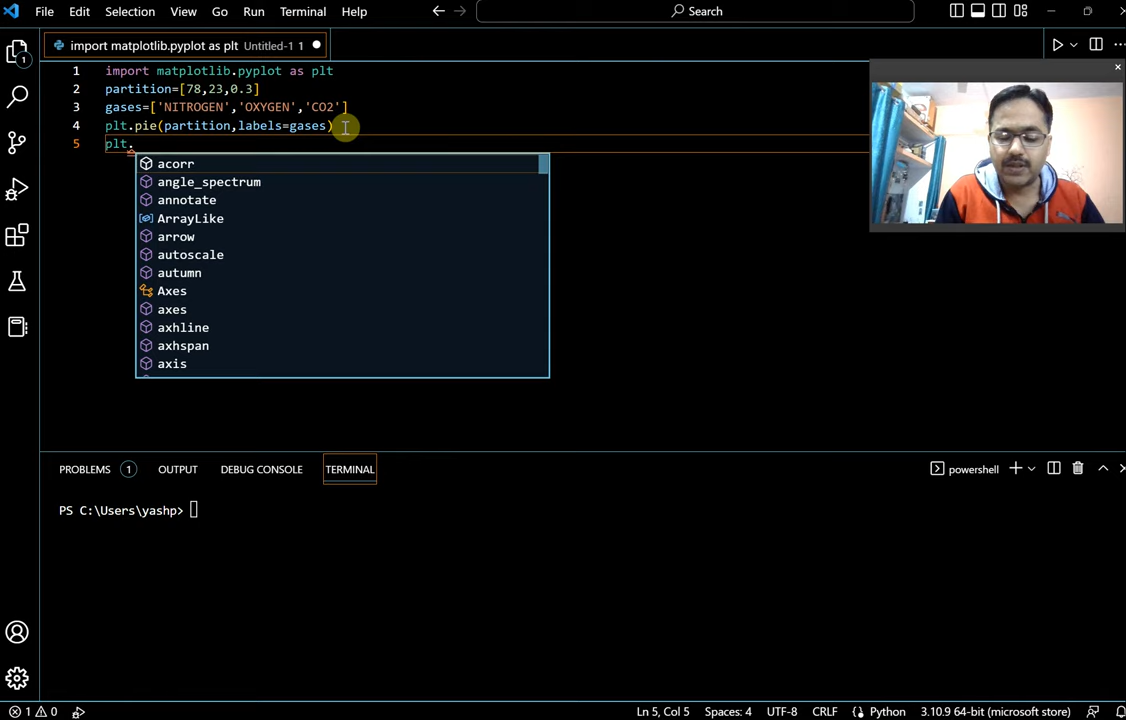 File Edit Selection View Go Run Terminal Help
Search
import matplotlib.pyplot as plt Untitled-1 1
1 import matplotlib.pyplot as plt
2 partition=[78,23,0.3]
3 gases=['NITROGEN','OXYGEN','CO2']
4 plt.pie(partition,labels=gases)
5 plt.
acorr
angle_spectrum
annotate
ArrayLike
arrow
autoscale
autumn
Axes
axes
axhline
axhspan
axis
1
PROBLEMS 1 OUTPUT DEBUG CONSOLE TERMINAL
powershell
PS C:\Users\yashp>
1 0
Ln 5, Col 5 Spaces: 4 UTF-8 CRLF Python 3.10.9 64-bit (microsoft store)